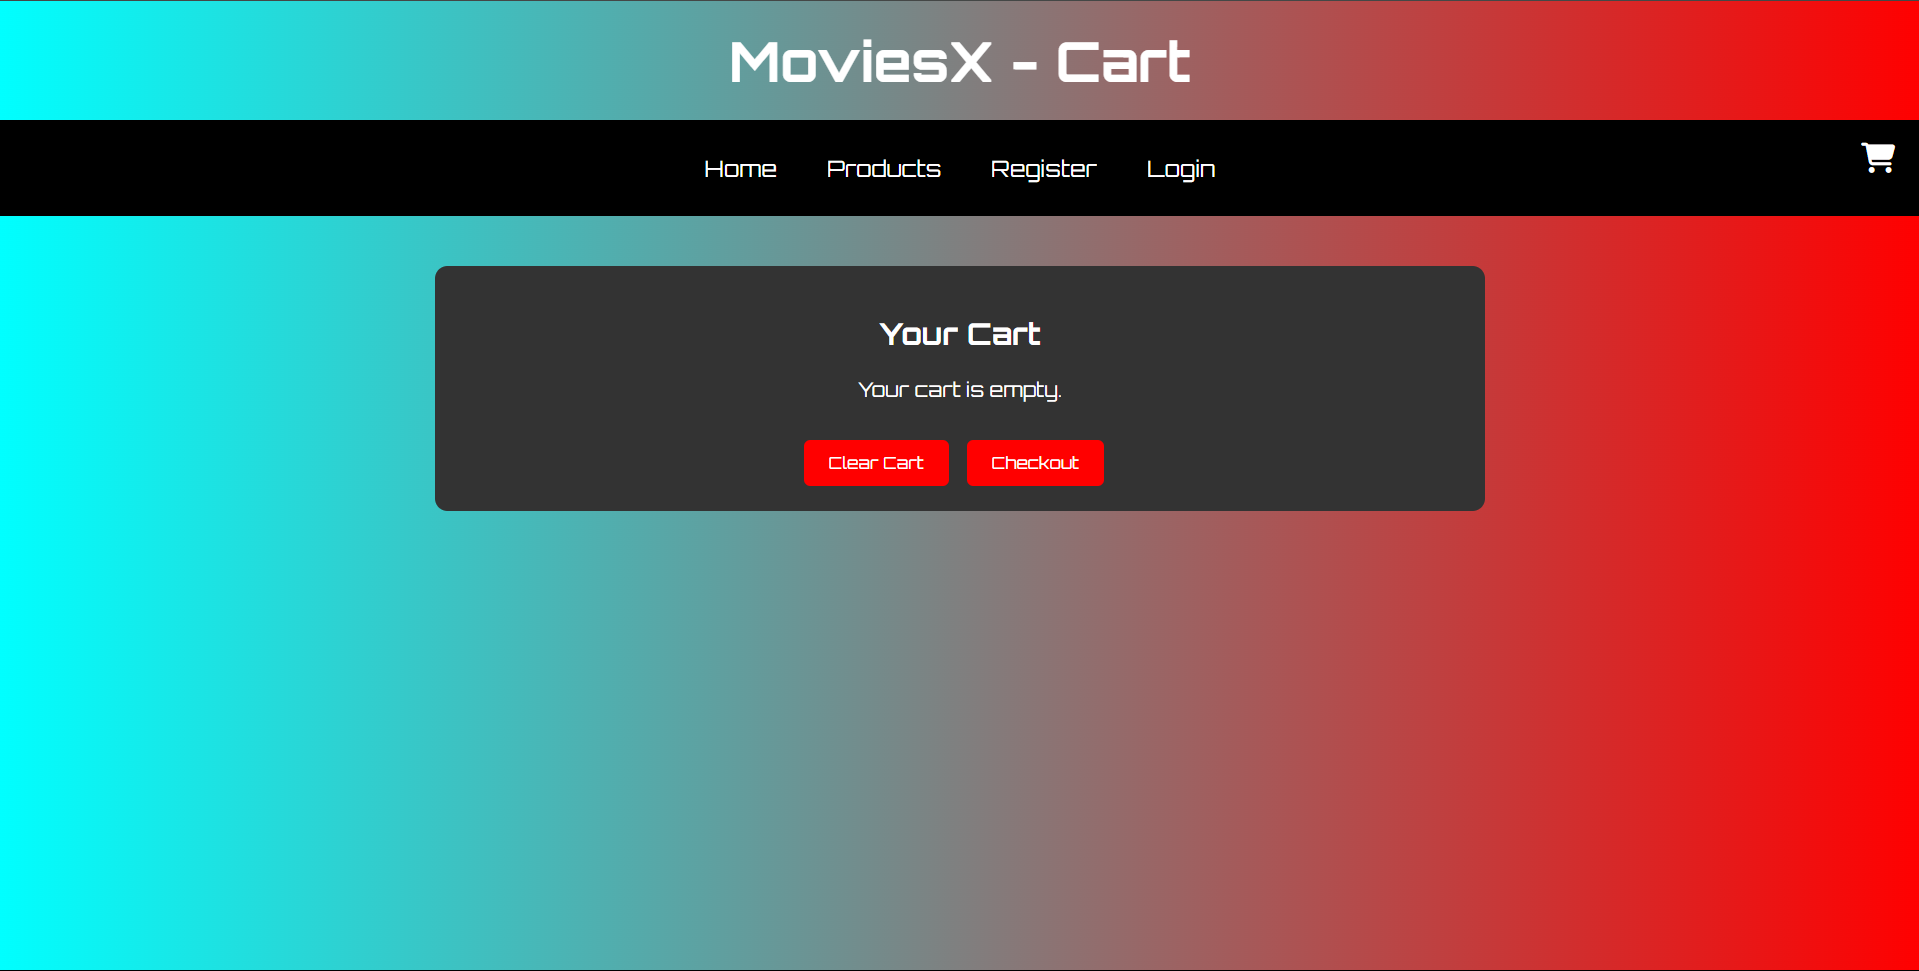 MoviesX - Cart
Home Products Register Login
Your Cart
Your cart is empty.
Clear Cart Checkout